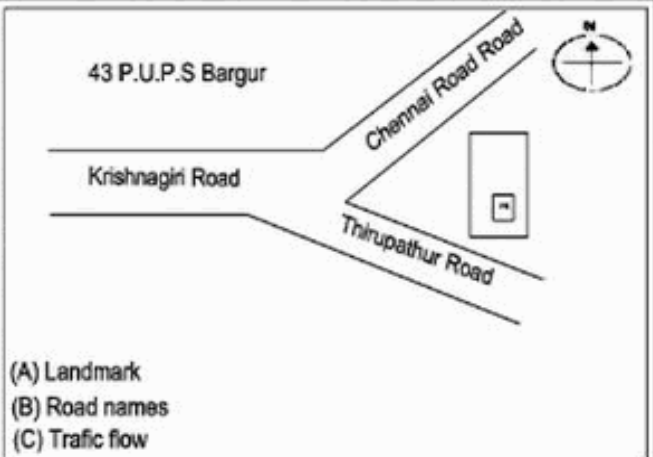 N
43 P.U.P.S Bargur
Chennai Road Road
Krishnagiri Road
Thirupathur Road
(A) Landmark
(B) Road names
(C) Trafic flow